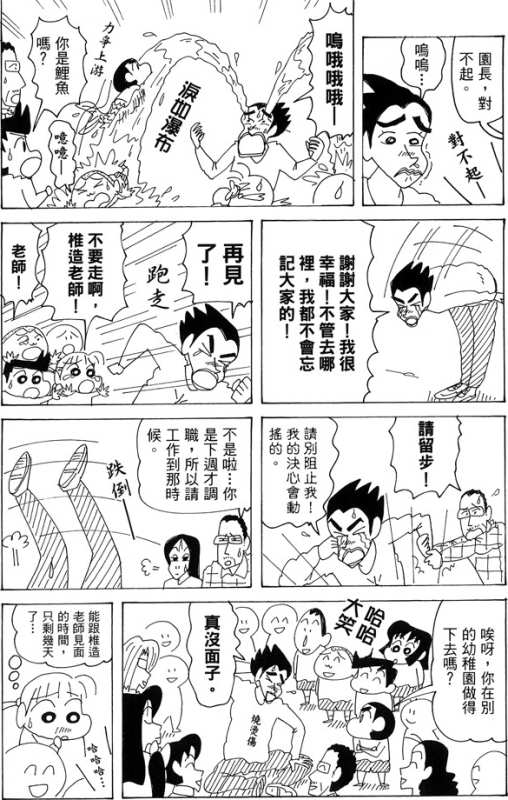 園長，對
不起。
嗚嗚…
對不起—
嗚哦哦哦—
淚如瀑布
力爭上游
你是鯉魚
嗎？
噫噫—
謝謝大家！我很
幸福！不管去哪
裡，我都不會忘
記大家的！
再見
了！
跑走
不要走啊，
椎造老師！
老師！
請留步！
請別阻止我！
我的決心會動
搖的。
不是啦…你
是下週才調
職，所以請
工作到那時
候。
跌倒
唉呀，你在別
的幼稚園做得
下去嗎？
哈哈
大笑
真沒面子。
燒燙傷
能跟椎造
老師見面
的時間，
只剩幾天
了…
哈哈哈…